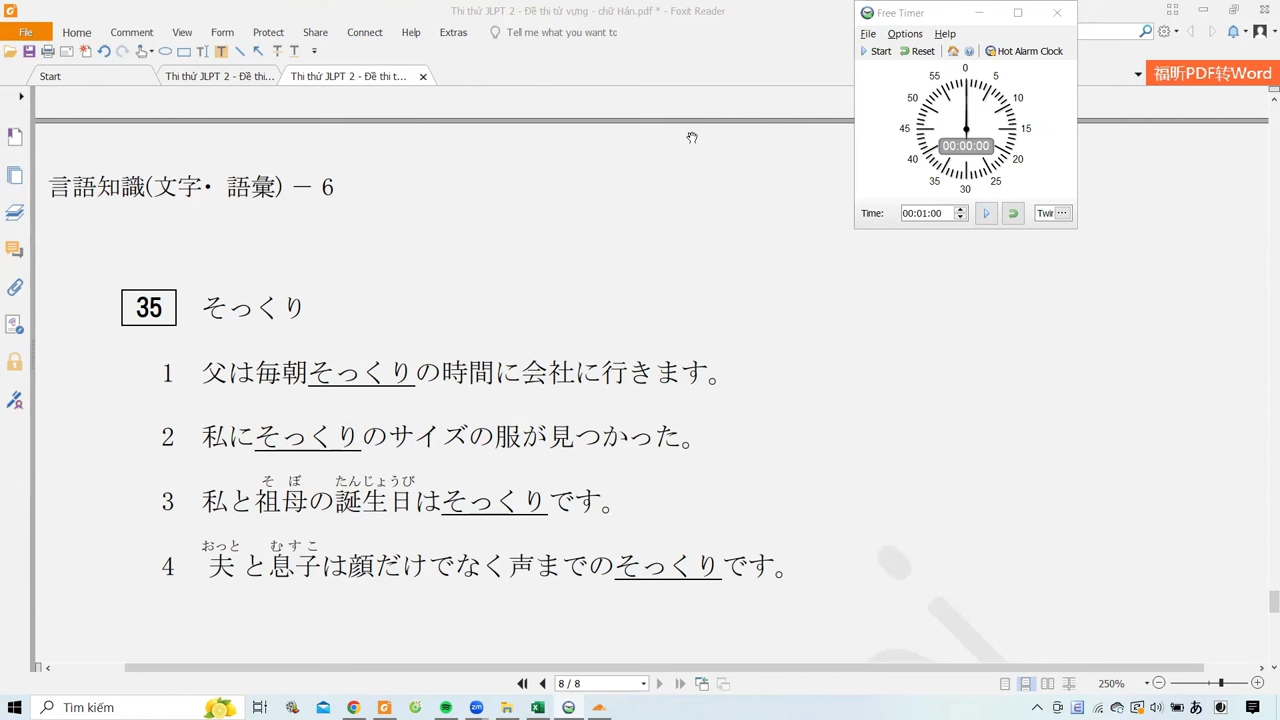 Thi thử JLPT 2 - Đề thi từ vựng - chữ Hán.pdf * - Foxit Reader
File Home Comment View Form Protect Share Connect Help Extras Tell me what you want to
Start Thi thử JLPT 2 - Đề thi... Thi thử JLPT 2 - Đề thi t...
福昕PDF转Word
Free Timer
File Options Help
Start Reset Hot Alarm Clock
0
55 5
50 10
45 15
40 20
35 25
30
00:00:00
Time: 00:01:00 Twir
言語知識(文字・語彙) － 6
35 そっくり
1 父は毎朝そっくりの時間に会社に行きます。
2 私にそっくりのサイズの服が見つかった。
そ ぼ たんじょうび
3 私と祖母の誕生日はそっくりです。
おっと むすこ
4 夫と息子は顔だけでなく声までのそっくりです。
8 / 8
250%
Tìm kiếm
あ